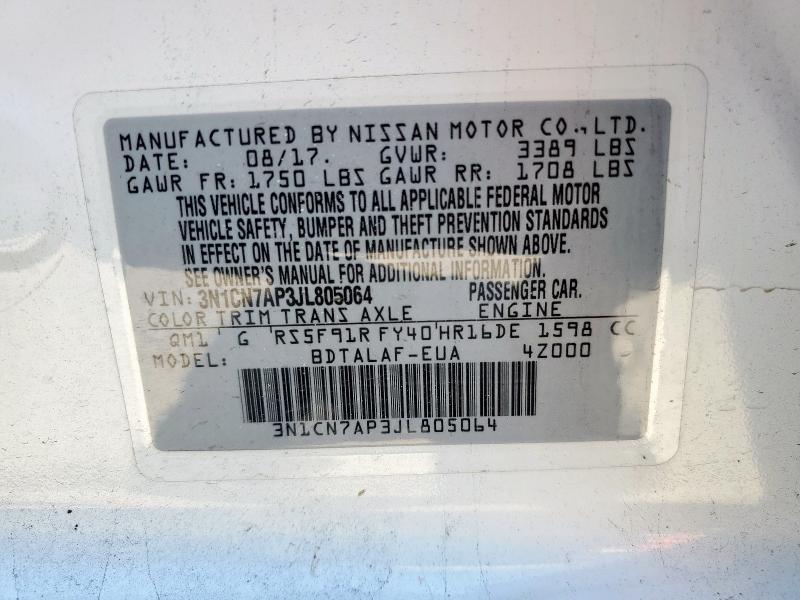 MANUFACTURED BY NISSAN MOTOR CO., LTD.
DATE: 08/17. GVWR: 3389 LBS
GAWR FR: 1750 LBS GAWR RR: 1708 LBS
THIS VEHICLE CONFORMS TO ALL APPLICABLE FEDERAL MOTOR
VEHICLE SAFETY, BUMPER AND THEFT PREVENTION STANDARDS
IN EFFECT ON THE DATE OF MANUFACTURE SHOWN ABOVE.
SEE OWNER'S MANUAL FOR ADDITIONAL INFORMATION.
VIN: 3N1CN7AP3JL805064 PASSENGER CAR.
COLOR TRIM TRANS AXLE ENGINE
QM1 G RS5F91R FY40 HR16DE 1598 CC
MODEL: BDTALAF-EUA 4Z000 -
3N1CN7AP3JL805064